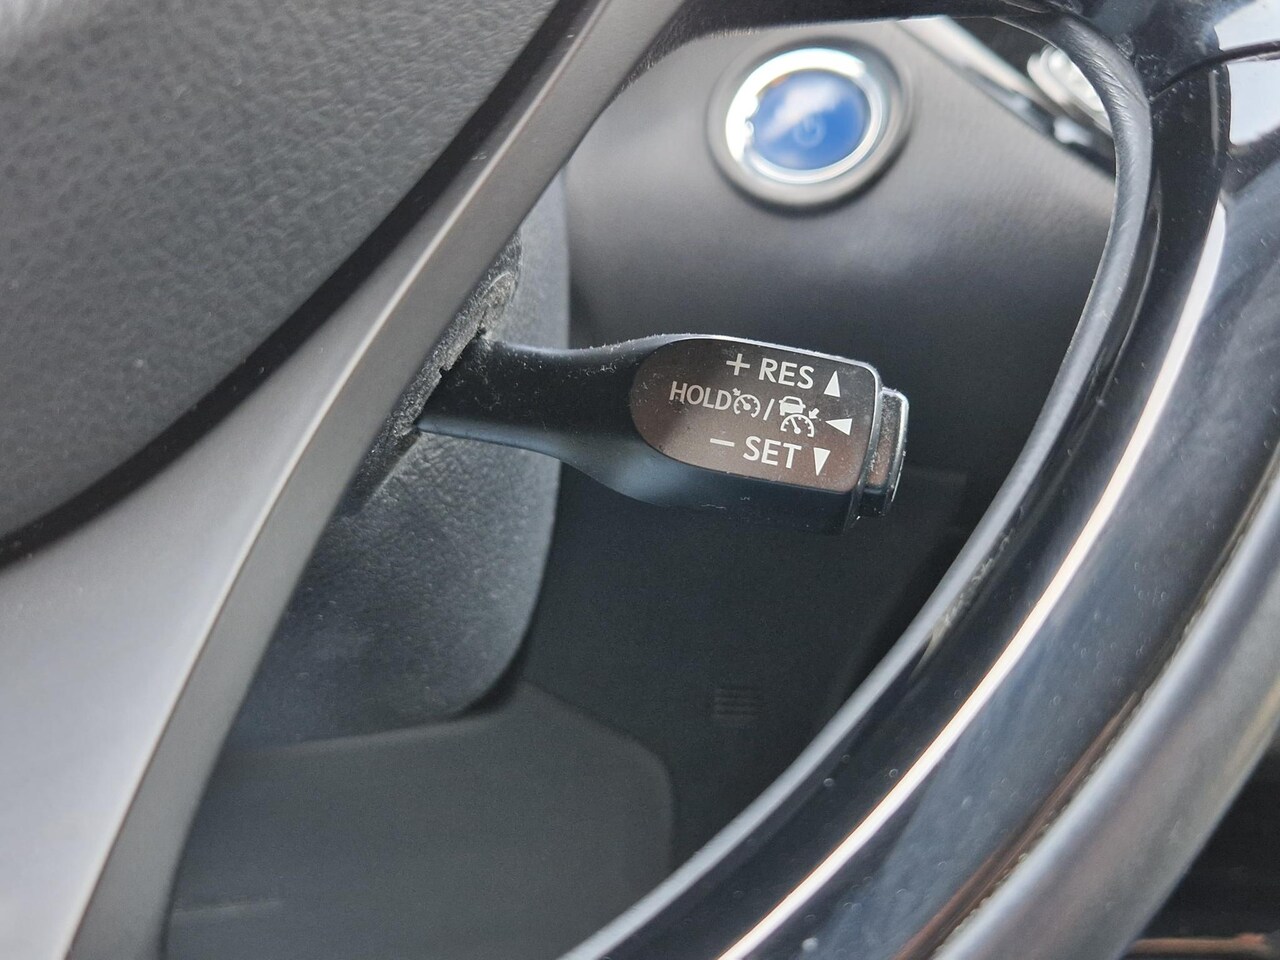 + RES
HOLD /
− SET